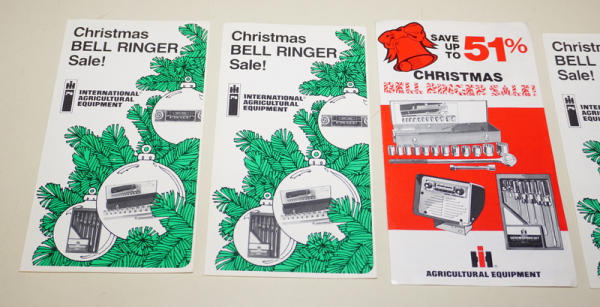 Christmas
BELL RINGER
Sale!
INTERNATIONAL
AGRICULTURAL
EQUIPMENT
Christmas
BELL RINGER
Sale!
INTERNATIONAL
AGRICULTURAL
EQUIPMENT
SAVE
UP
TO 51%
CHRISTMAS
BELL RINGER SALE!
AGRICULTURAL EQUIPMENT
Christm
BELL
Sale!